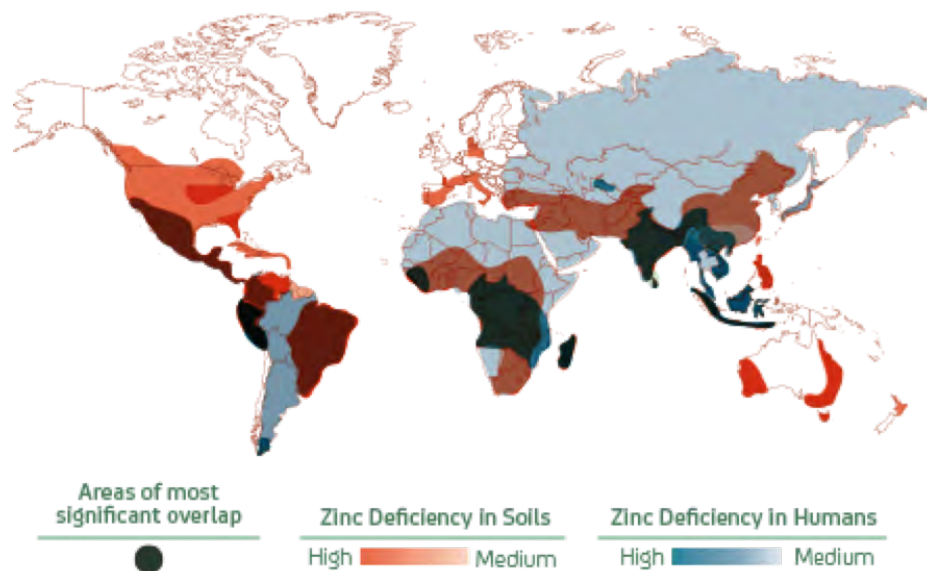 Areas of most
significant overlap
Zinc Deficiency in Soils
High Medium
Zinc Deficiency in Humans
High Medium